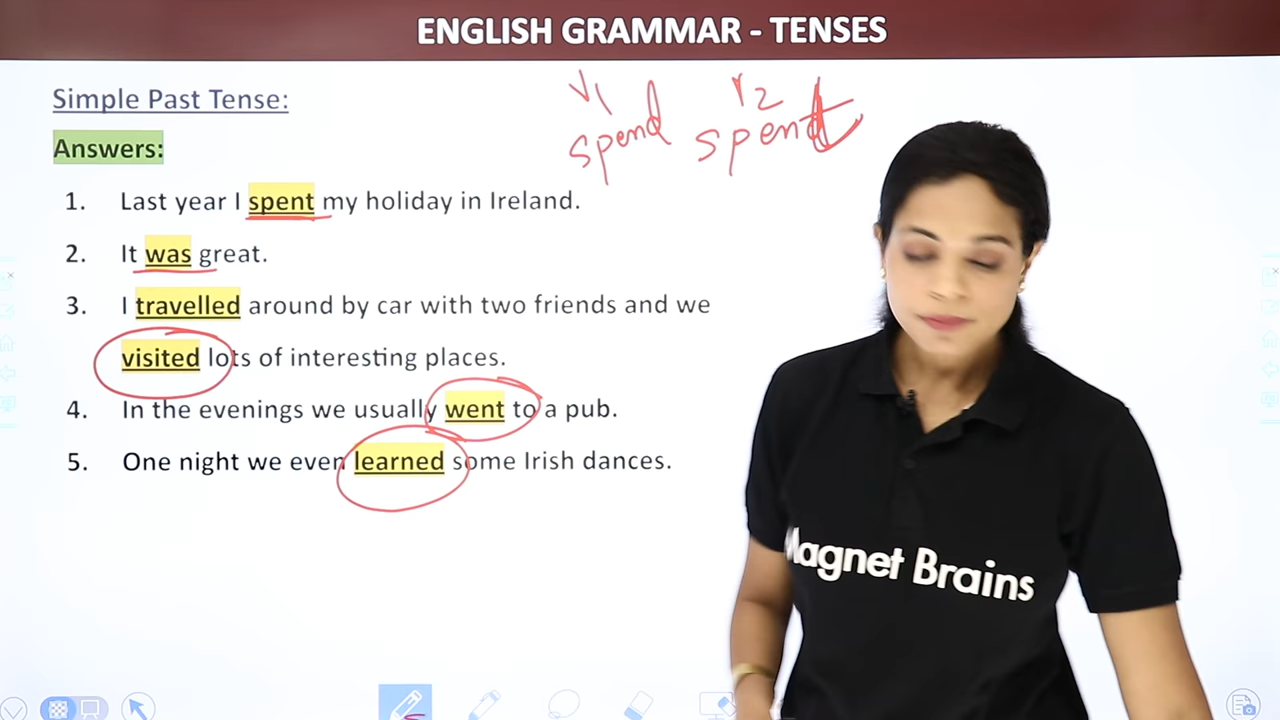 ENGLISH GRAMMAR - TENSES
Simple Past Tense:
V1 V2
spend spent
Answers:
1. Last year I spent my holiday in Ireland.
2. It was great.
3. I travelled around by car with two friends and we
visited lots of interesting places.
4. In the evenings we usually went to a pub.
5. One night we even learned some Irish dances.
Magnet Brains